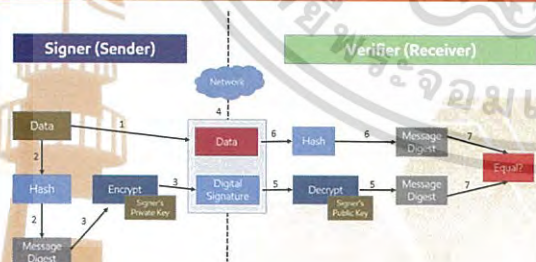 Signer (Sender)
Verifier (Receiver)
Network
4
Data
1
Data
6
Hash
6
Message
Digest
7
Equal?
2
Hash
Encrypt
3
Digital
Signature
5
Decrypt
5
Message
Digest
7
Signer's
Private Key
Signer's
Public Key
2
3
Message
Digest